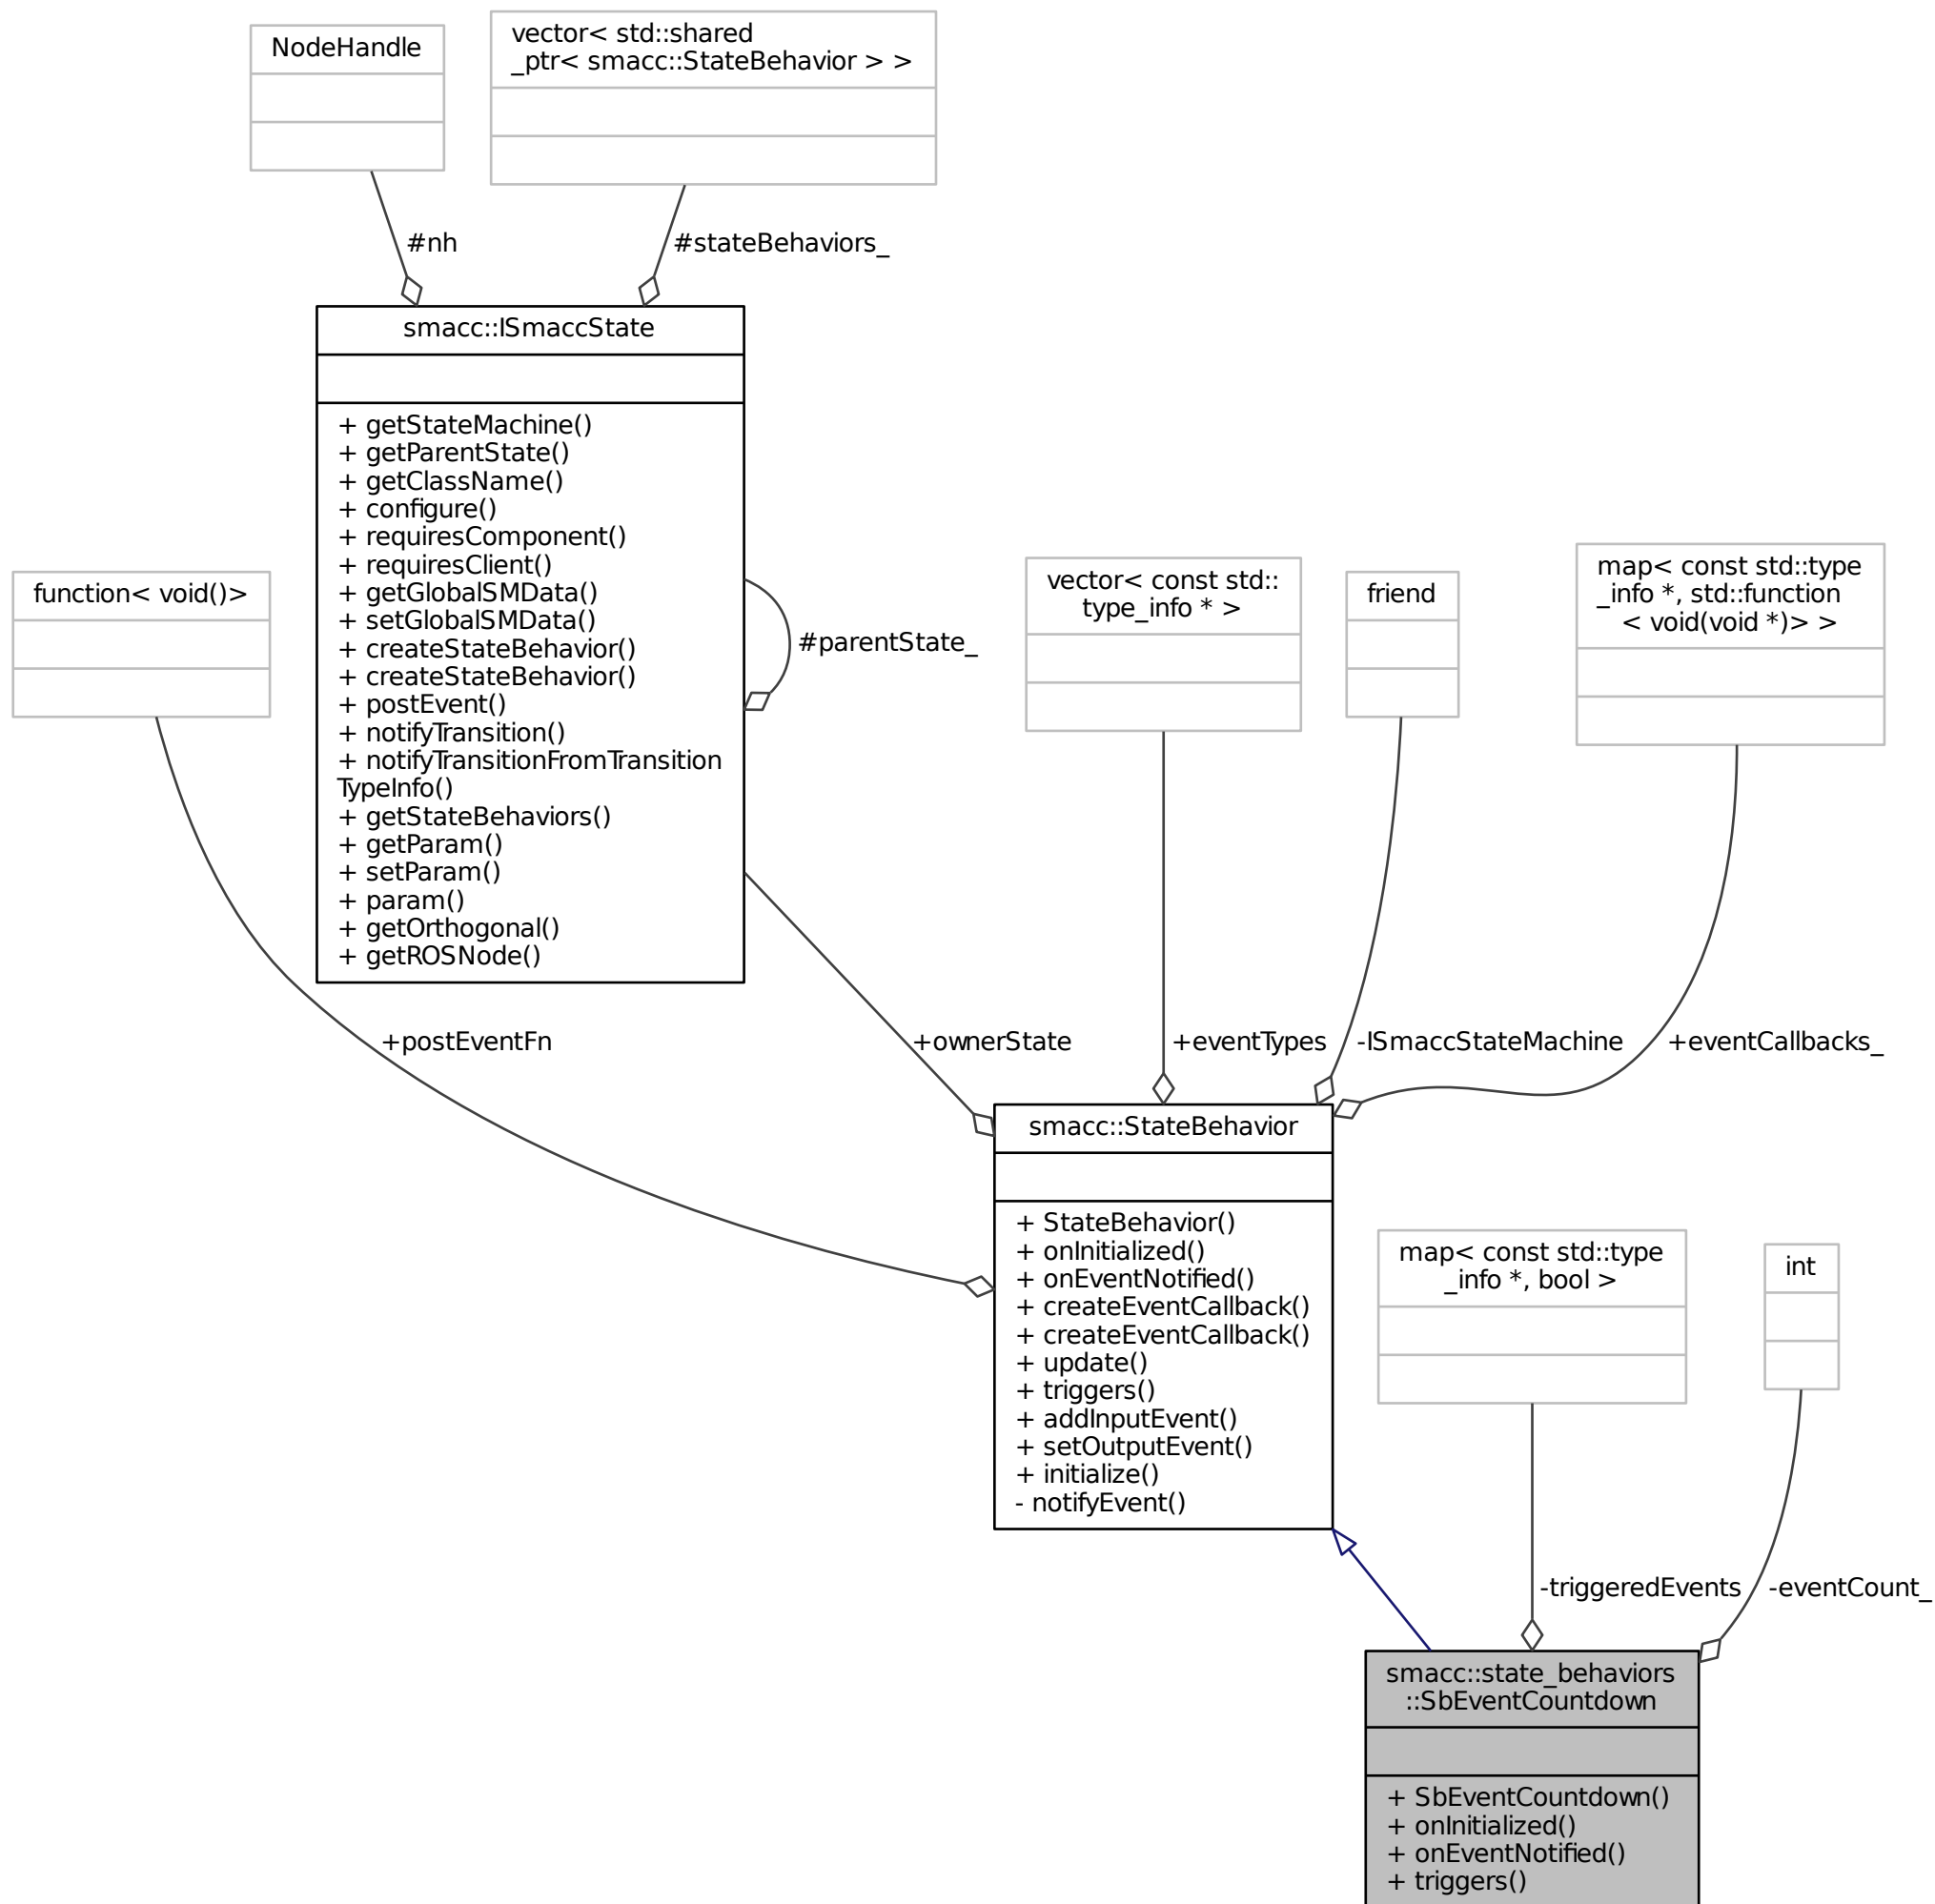 NodeHandle
vector< std::shared
_ptr< smacc::StateBehavior > >
#nh
#stateBehaviors_
smacc::ISmaccState
+ getStateMachine()
+ getParentState()
+ getClassName()
+ configure()
+ requiresComponent()
+ requiresClient()
+ getGlobalSMData()
+ setGlobalSMData()
+ createStateBehavior()
+ createStateBehavior()
+ postEvent()
+ notifyTransition()
+ notifyTransitionFromTransition
TypeInfo()
+ getStateBehaviors()
+ getParam()
+ setParam()
+ param()
+ getOrthogonal()
+ getROSNode()
#parentState_
function< void()>
vector< const std::
type_info * >
friend
map< const std::type
_info *, std::function
< void(void *)> >
+postEventFn
+ownerState
+eventTypes
-ISmaccStateMachine
+eventCallbacks_
smacc::StateBehavior
+ StateBehavior()
+ onInitialized()
+ onEventNotified()
+ createEventCallback()
+ createEventCallback()
+ update()
+ triggers()
+ addInputEvent()
+ setOutputEvent()
+ initialize()
- notifyEvent()
map< const std::type
_info *, bool >
int
-triggeredEvents
-eventCount_
smacc::state_behaviors
::SbEventCountdown
+ SbEventCountdown()
+ onInitialized()
+ onEventNotified()
+ triggers()